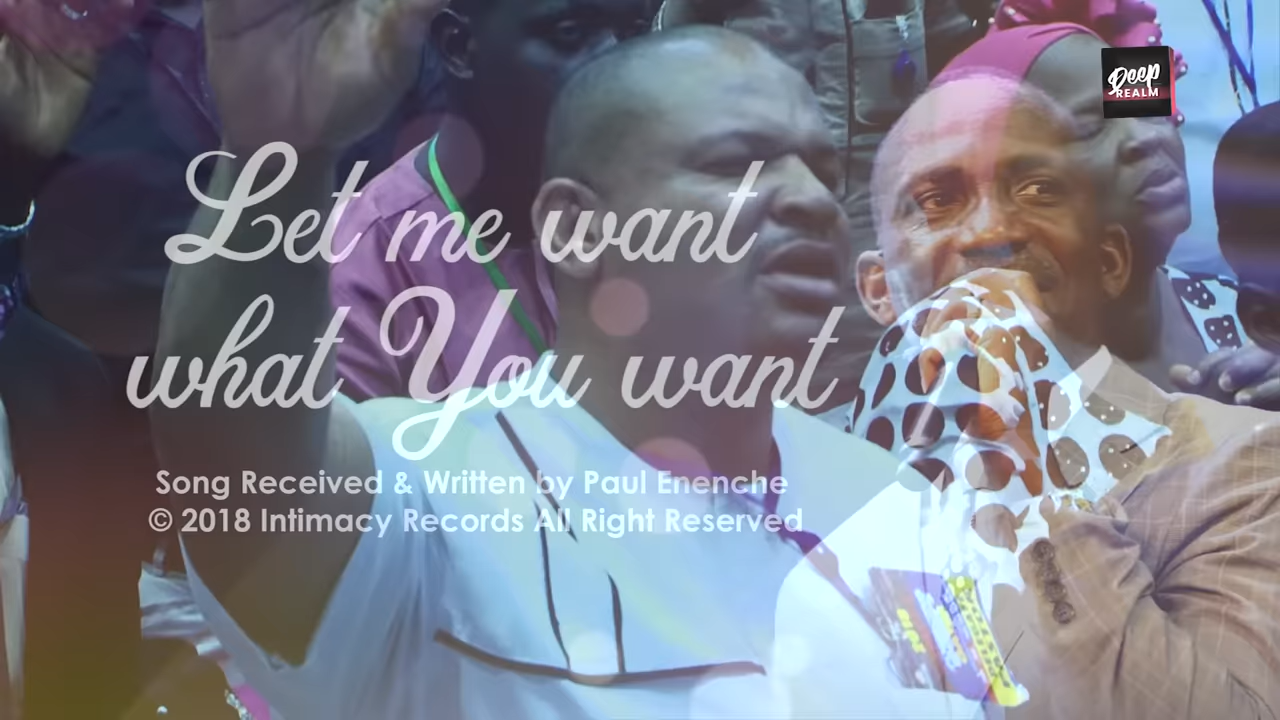 Deep
REALM
Let me want
what You want
Song Received & Written by Paul Enenche
© 2018 Intimacy Records All Right Reserved